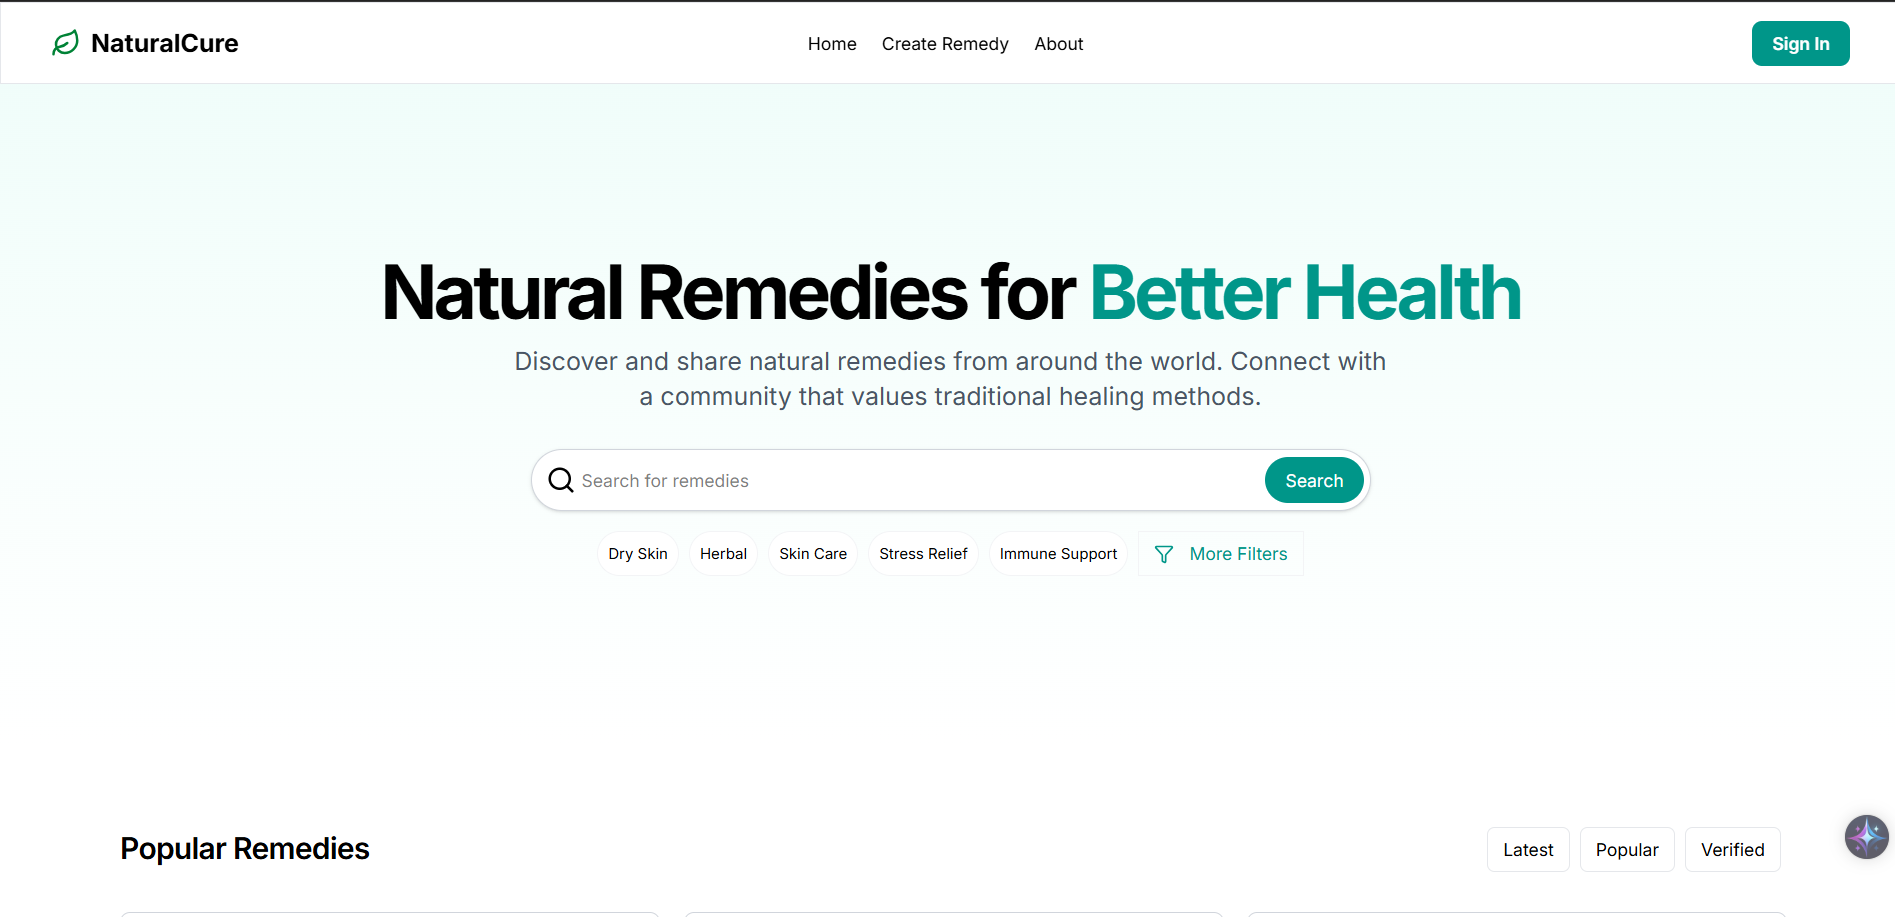 NaturalCure
Home
Create Remedy
About
Sign In
Natural Remedies for Better Health
Discover and share natural remedies from around the world. Connect with
a community that values traditional healing methods.
Search for remedies
Search
Dry Skin
Herbal
Skin Care
Stress Relief
Immune Support
More Filters
Popular Remedies
Latest
Popular
Verified